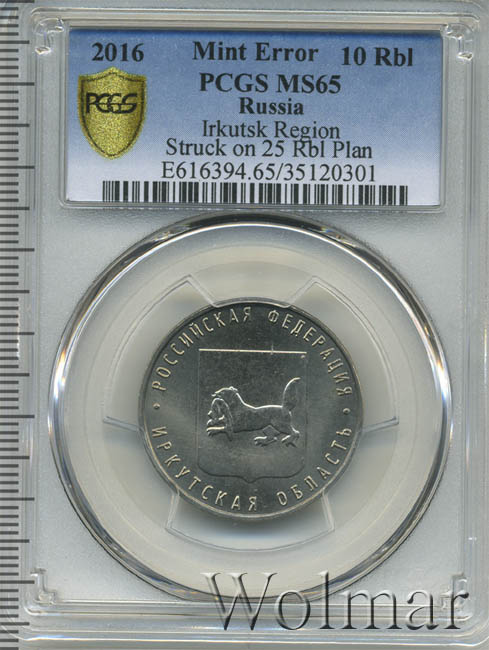 2016 Mint Error 10 Rbl
PCGS MS65
Russia
Irkutsk Region
Struck on 25 Rbl Plan
E616394.65/35120301
PCGS
РОССИЙСКАЯ ФЕДЕРАЦИЯ
ИРКУТСКАЯ ОБЛАСТЬ
Wolmar